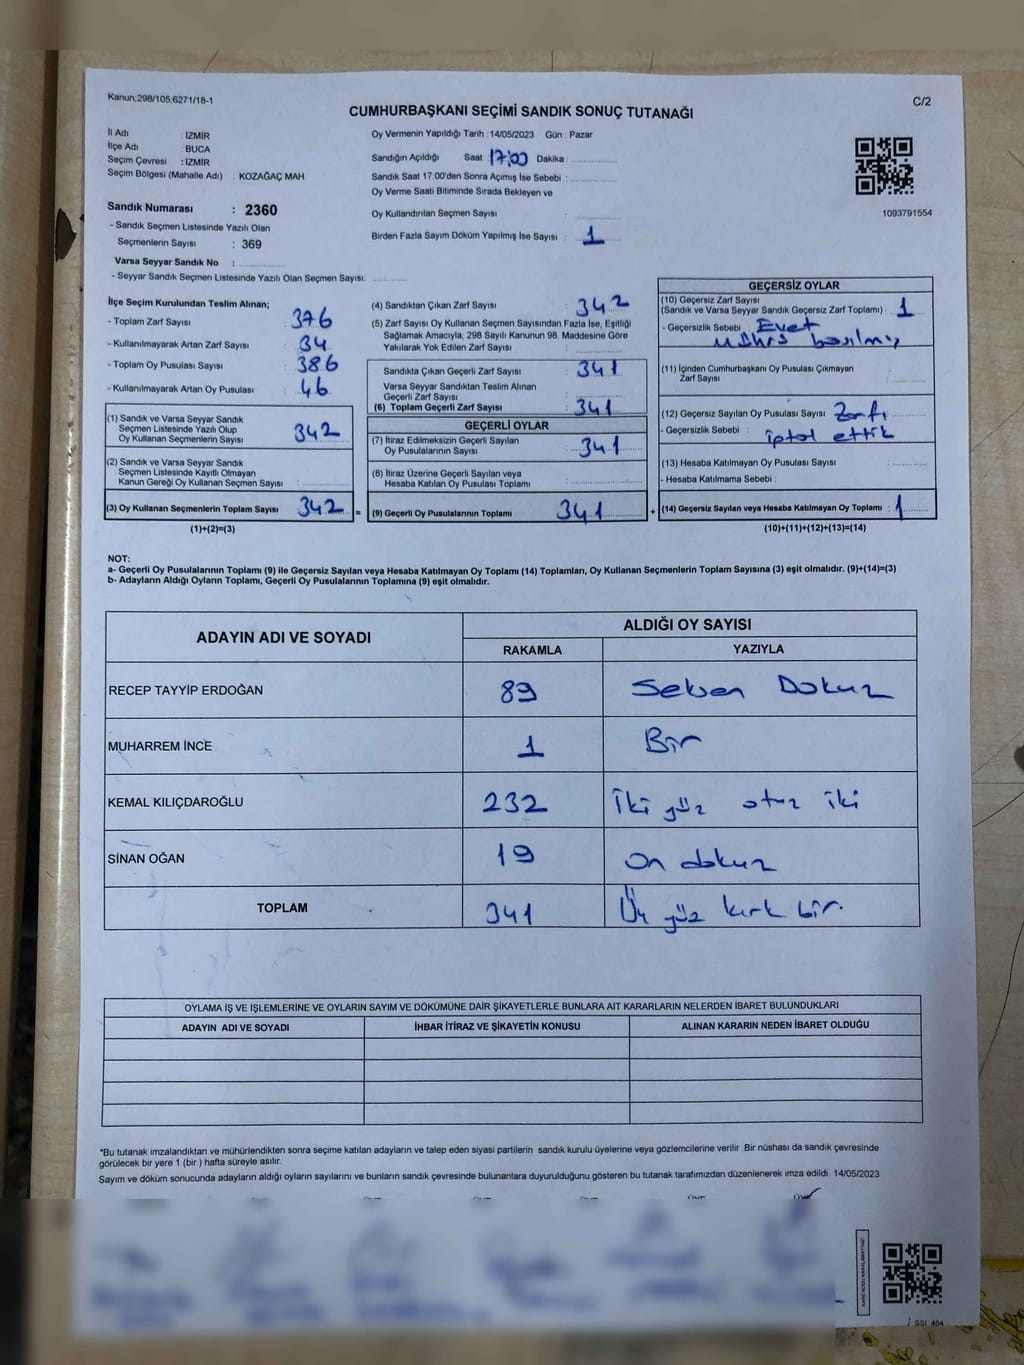 Kanun;298/105,6271/18-1
C/2
CUMHURBAŞKANI SEÇİMİ SANDIK SONUÇ TUTANAĞI
İl Adı : İZMİR
İlçe Adı : BUCA
Seçim Çevresi : İZMİR
Seçim Bölgesi (Mahalle Adı) : KOZAĞAÇ MAH
Sandık Numarası : 2360
- Sandık Seçmen Listesinde Yazılı Olan
Seçmenlerin Sayısı : 369
Varsa Seyyar Sandık No :
- Seyyar Sandık Seçmen Listesinde Yazılı Olan Seçmen Sayısı:
Oy Vermenin Yapıldığı Tarih : 14/05/2023 Gün : Pazar
Sandığın Açıldığı Saat : 17:00 Dakika :
Sandık Saat 17:00'den Sonra Açımış İse Sebebi :
Oy Verme Saati Bitiminde Sırada Bekleyen ve
Oy Kullandırılan Seçmen Sayısı :
Birden Fazla Sayım Döküm Yapılmış İse Sayısı : 1
1093791554
İlçe Seçim Kurulundan Teslim Alınan;
- Toplam Zarf Sayısı : 376
- Kullanılmayarak Artan Zarf Sayısı : 34
- Toplam Oy Pusulası Sayısı : 386
- Kullanılmayarak Artan Oy Pusulası : 46
(1) Sandık ve Varsa Seyyar Sandık
Seçmen Listesinde Yazılı Olup
Oy Kullanan Seçmenlerin Sayısı : 342
(2) Sandık ve Varsa Seyyar Sandık
Seçmen Listesinde Kayıtlı Olmayan
Kanun Gereği Oy Kullanan Seçmen Sayısı :
(3) Oy Kullanan Seçmenlerin Toplam Sayısı : 342 =
(1)+(2)=(3)
(4) Sandıktan Çıkan Zarf Sayısı : 342
(5) Zarf Sayısı Oy Kullanan Seçmen Sayısından Fazla İse, Eşitliği
Sağlamak Amacıyla, 298 Sayılı Kanunun 98. Maddesine Göre
Yakılarak Yok Edilen Zarf Sayısı :
Sandıkta Çıkan Geçerli Zarf Sayısı : 341
Varsa Seyyar Sandıktan Teslim Alınan
Geçerli Zarf Sayısı :
(6) Toplam Geçerli Zarf Sayısı : 341
GEÇERLİ OYLAR
(7) İtiraz Edilmeksizin Geçerli Sayılan
Oy Pusulalarının Sayısı : 341
(8) İtiraz Üzerine Geçerli Sayılan veya
Hesaba Katılan Oy Pusulası Toplamı :
(9) Geçerli Oy Pusulalarının Toplamı : 341 +
GEÇERSİZ OYLAR
(10) Geçersiz Zarf Sayısı
(Sandık ve Varsa Seyyar Sandık Geçersiz Zarf Toplamı) : 1
- Geçersizlik Sebebi : Evet
(11) İçinden Cumhurbaşkanı Oy Pusulası Çıkmayan
Zarf Sayısı :
(12) Geçersiz Sayılan Oy Pusulası Sayısı : Zarfı
- Geçersizlik Sebebi : iptal ettik
(13) Hesaba Katılmayan Oy Pusulası Sayısı :
- Hesaba Katılmama Sebebi :
(14) Geçersiz Sayılan veya Hesaba Katılmayan Oy Toplamı : 1
(10)+(11)+(12)+(13)=(14)
NOT:
a- Geçerli Oy Pusulalarının Toplamı (9) ile Geçersiz Sayılan veya Hesaba Katılmayan Oy Toplamı (14) Toplamları, Oy Kullanan Seçmenlerin Toplam Sayısına (3) eşit olmalıdır. (9)+(14)=(3)
b- Adayların Aldığı Oyların Toplamı, Geçerli Oy Pusulalarının Toplamına (9) eşit olmalıdır.
ADAYIN ADI VE SOYADI ALDIĞI OY SAYISI
RAKAMLA YAZIYLA
RECEP TAYYİP ERDOĞAN 89 Seksen Dokuz
MUHARREM İNCE 1 Bir
KEMAL KILIÇDAROĞLU 232 İki yüz otuz iki
SİNAN OĞAN 19 On dokuz
TOPLAM 341 Üç yüz kırk bir.
OYLAMA İŞ VE İŞLEMLERİNE VE OYLARIN SAYIM VE DÖKÜMÜNE DAİR ŞİKAYETLERLE BUNLARA AİT KARARLARIN NELERDEN İBARET BULUNDUKLARI
ADAYIN ADI VE SOYADI İHBAR İTİRAZ VE ŞİKAYETİN KONUSU ALINAN KARARIN NEDEN İBARET OLDUĞU
*Bu tutanak imzalandıktan ve mühürlendikten sonra seçime katılan adayların ve talep eden siyasi partilerin sandık kurulu üyelerine veya gözlemcilerine verilir .Bir nüshası da sandık çevresinde
görülecek bir yere 1 (bir ) hafta süreyle asılır.
Sayım ve döküm sonucunda adayların aldığı oyların sayılarını ve bunların sandık çevresinde bulunanlara duyurulduğunu gösteren bu tutanak tarafımızdan düzenlenerek imza edildi. 14/05/2023
KARE KODU KARALAMAYINIZ!